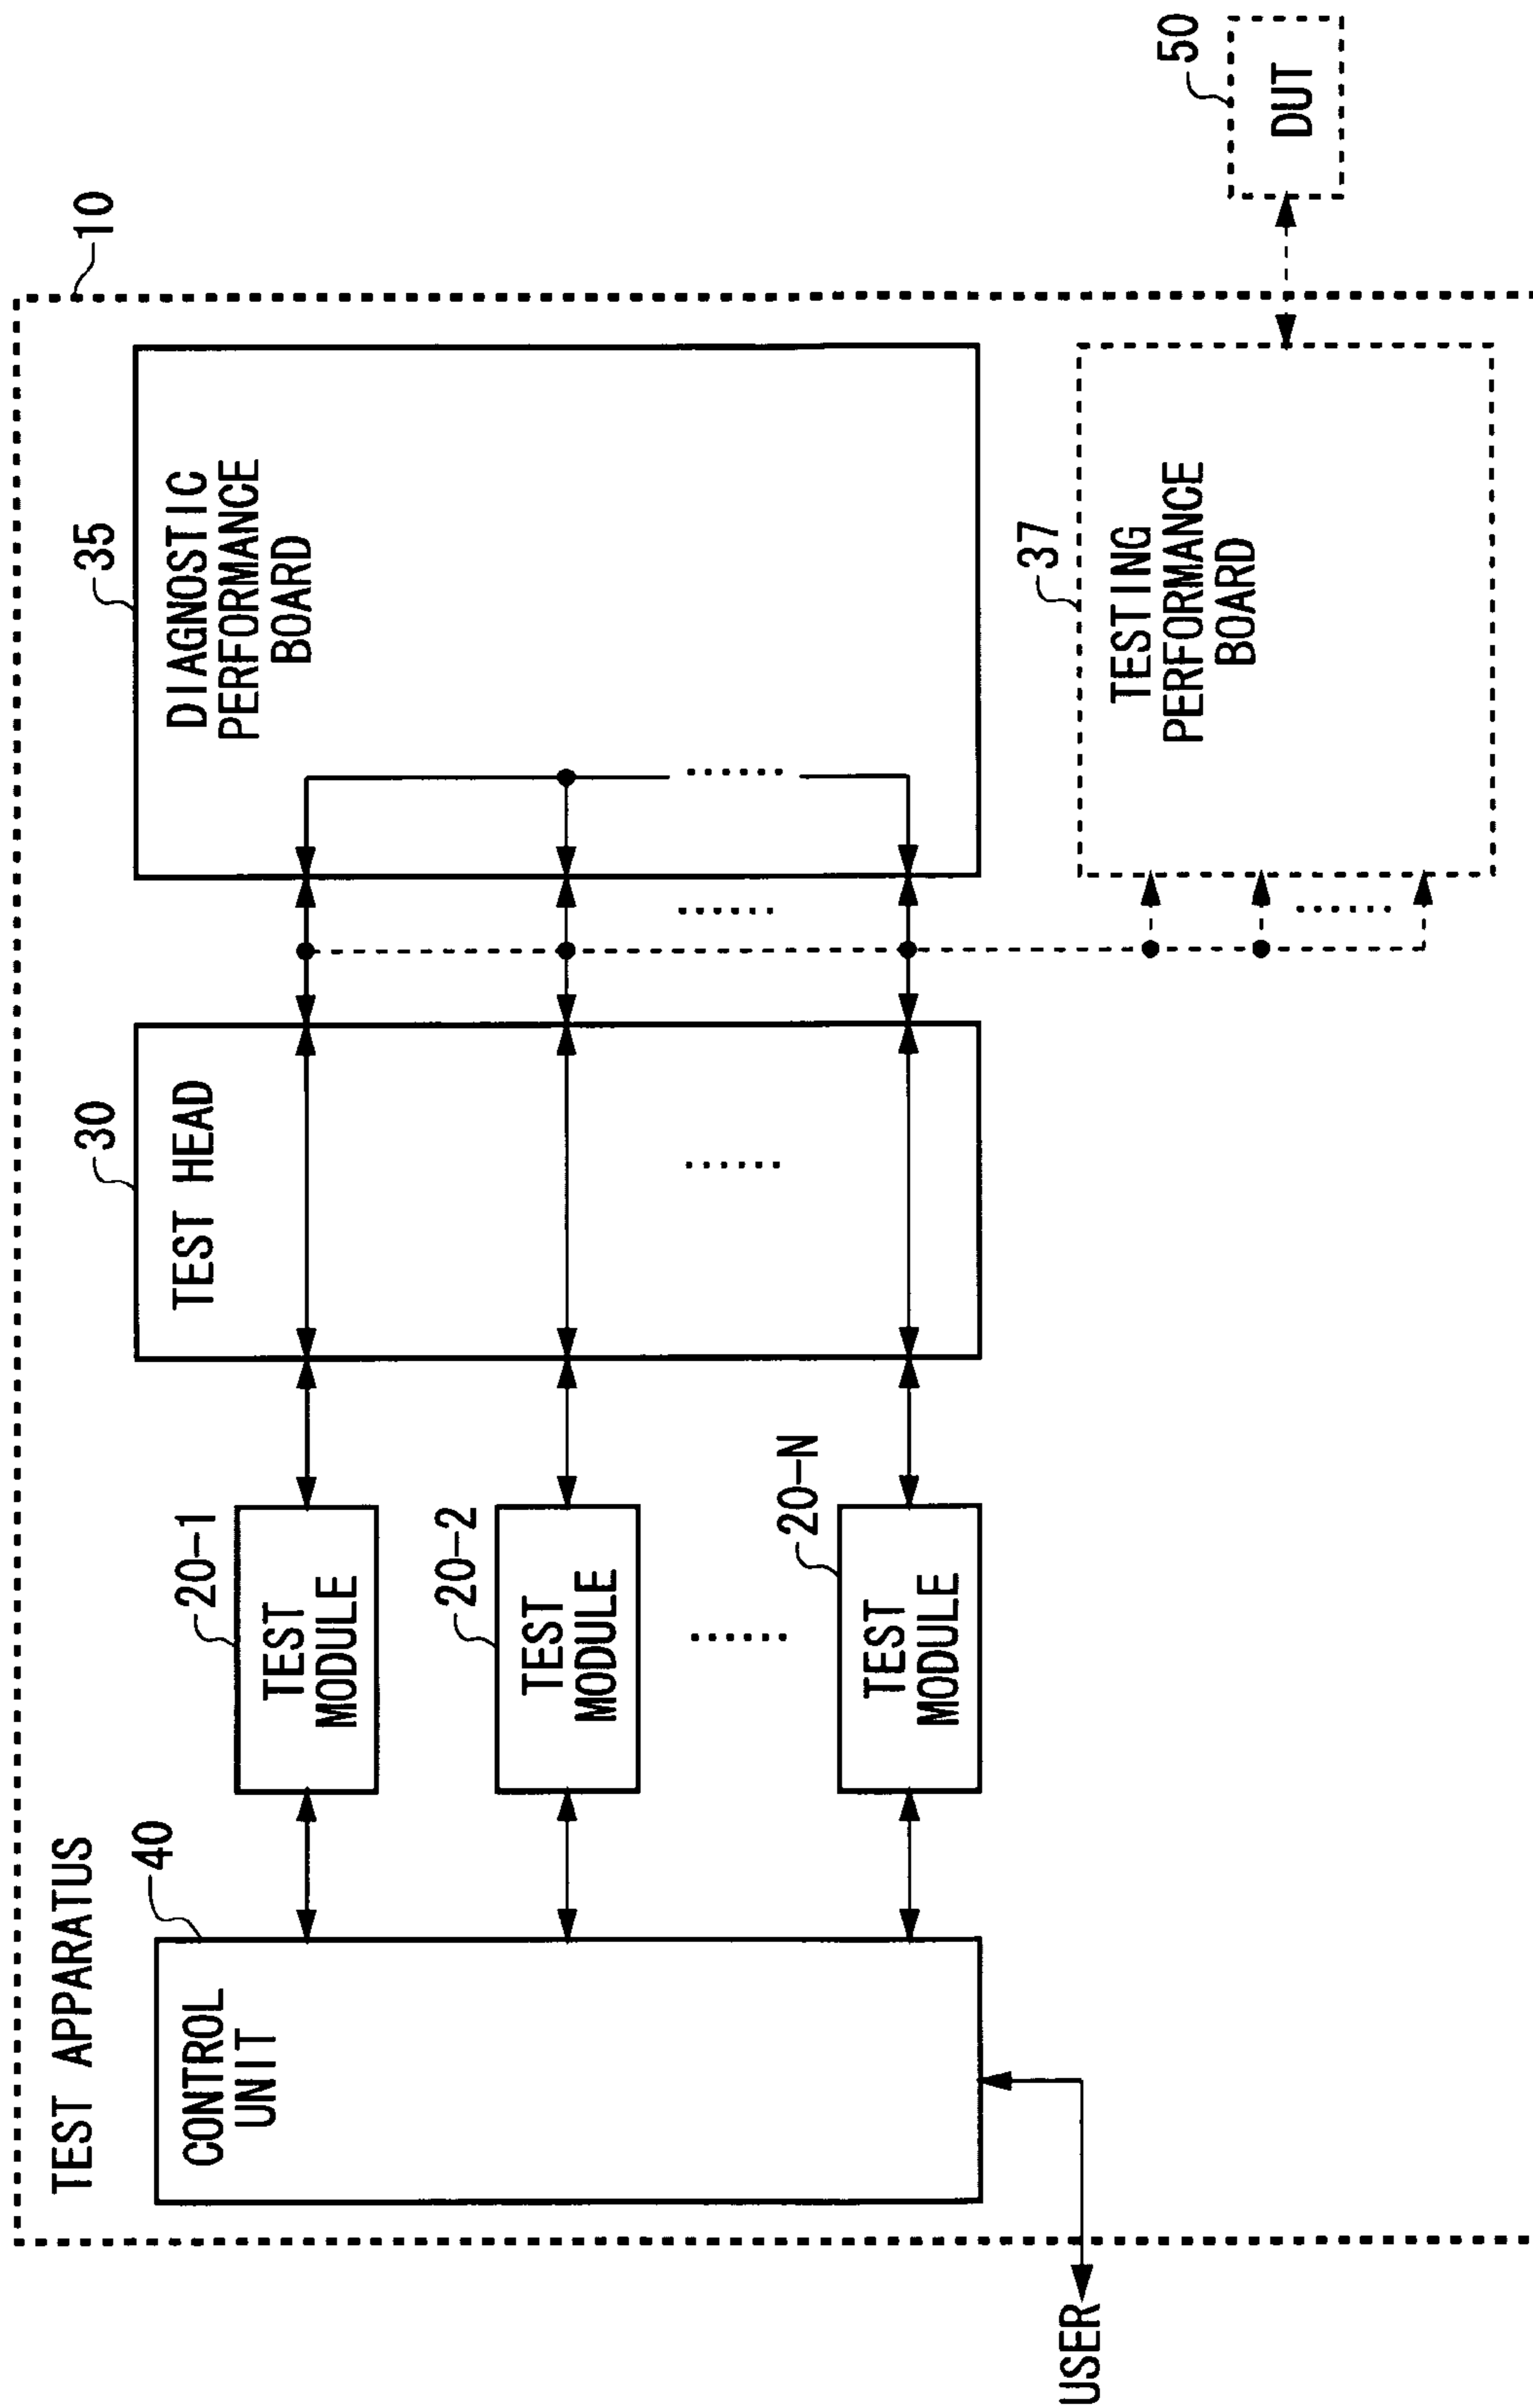 TEST APPARATUS
10
40
CONTROL
UNIT
20-1
TEST
MODULE
20-2
TEST
MODULE
20-N
TEST
MODULE
30
TEST HEAD
35
DIAGNOSTIC
PERFORMANCE
BOARD
37
TESTING
PERFORMANCE
BOARD
50
DUT
USER